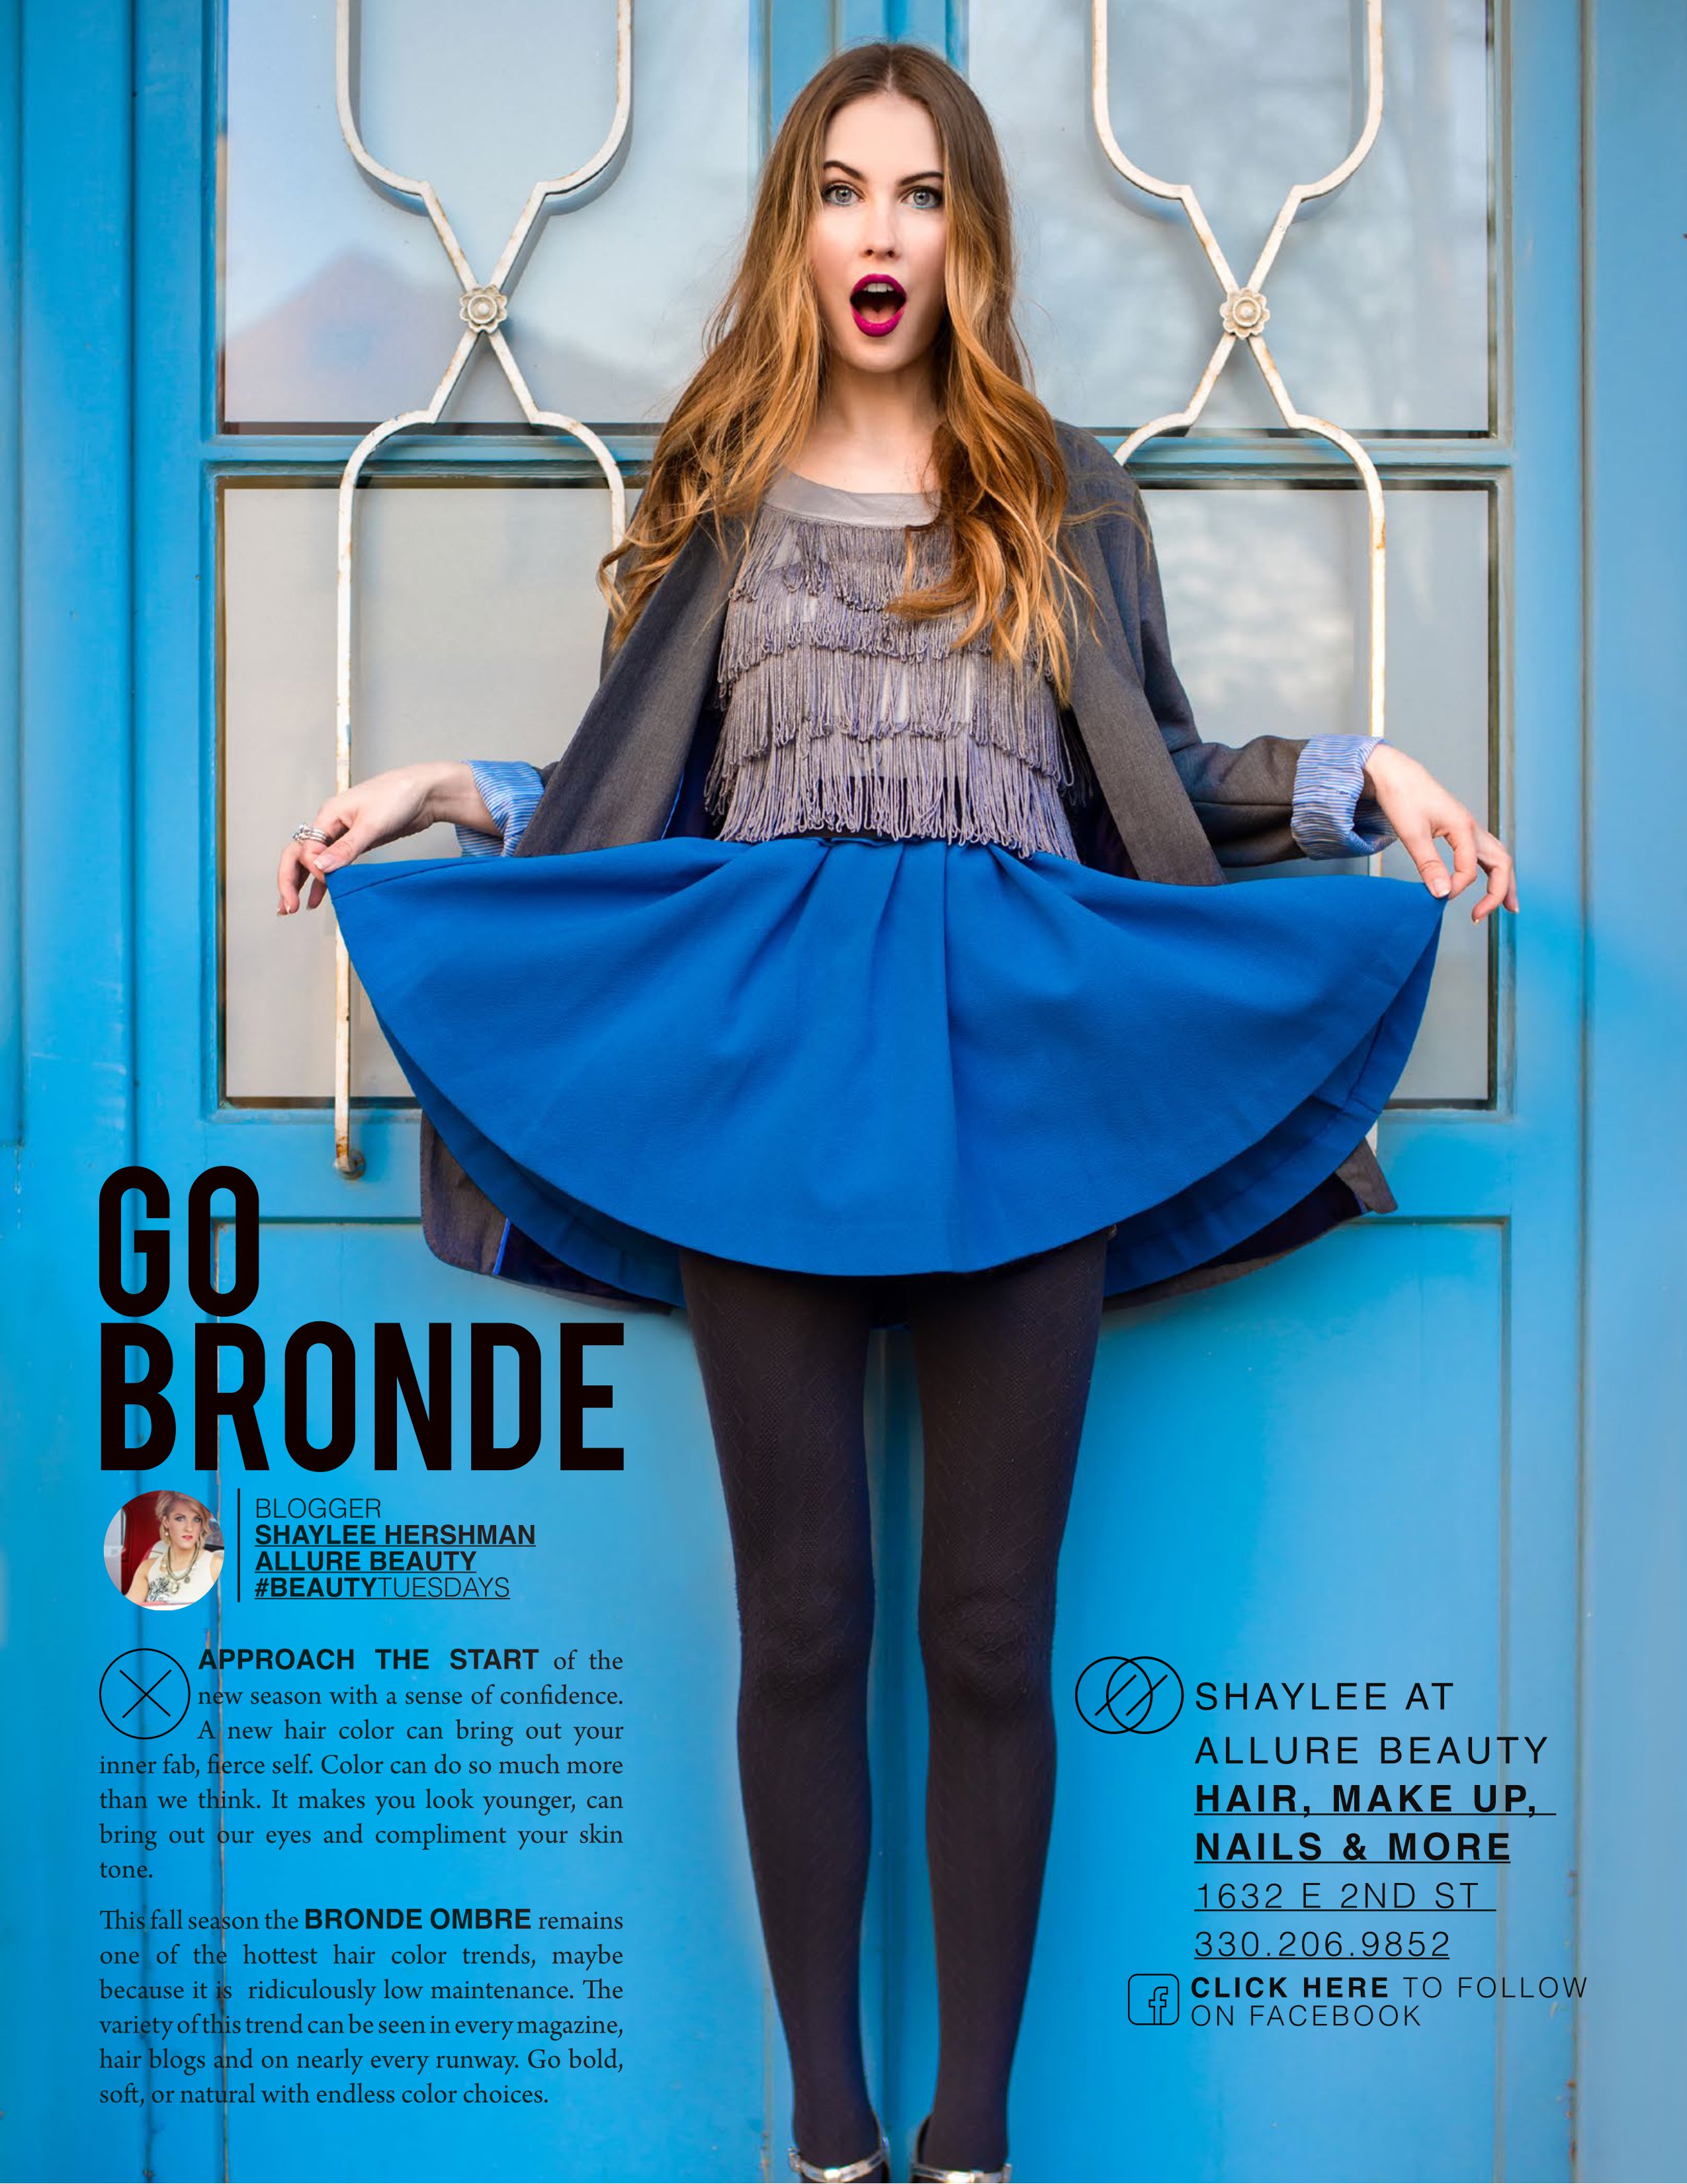 GO
BRONDE
BLOGGER
SHAYLEE HERSHMAN
ALLURE BEAUTY
#BEAUTYTUESDAYS
APPROACH THE START of the
new season with a sense of confidence.
A new hair color can bring out your
inner fab, fierce self. Color can do so much more
than we think. It makes you look younger, can
bring out our eyes and compliment your skin
tone.
This fall season the BRONDE OMBRE remains
one of the hottest hair color trends, maybe
because it is ridiculously low maintenance. The
variety of this trend can be seen in every magazine,
hair blogs and on nearly every runway. Go bold,
soft, or natural with endless color choices.
SHAYLEE AT
ALLURE BEAUTY
HAIR, MAKE UP,
NAILS & MORE
1632 E 2ND ST
330.206.9852
f CLICK HERE TO FOLLOW
ON FACEBOOK